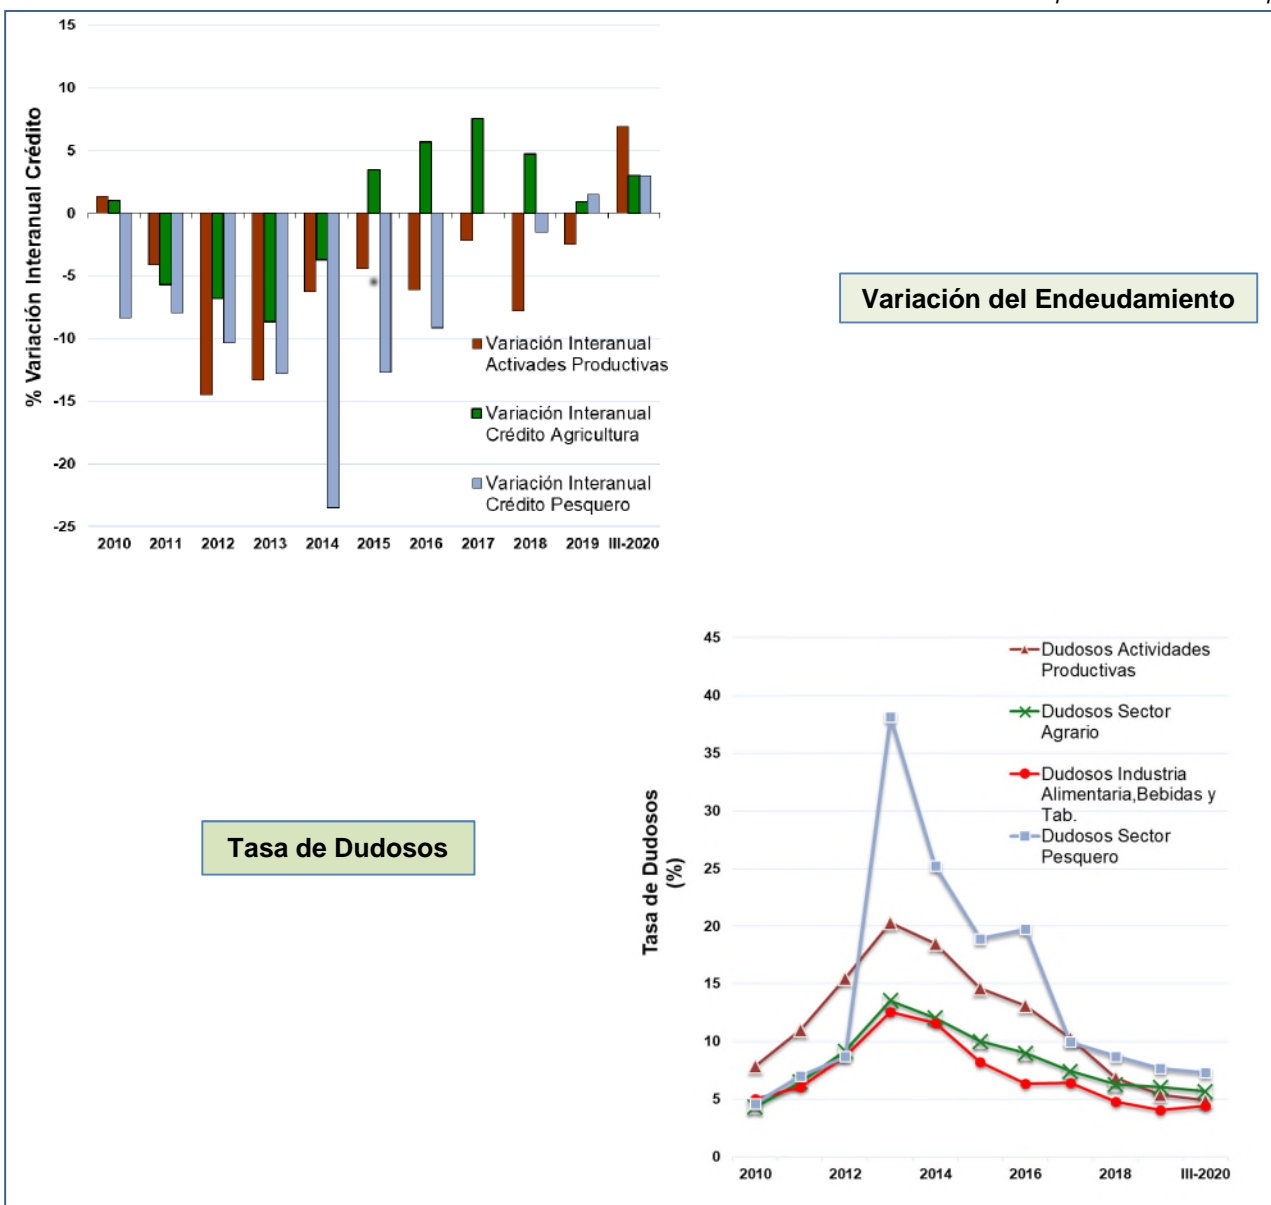 15
10
5
0
-5
-10
-15
-20
-25
% Variación Interanual Crédito
Variación Interanual
Activades Productivas
Variación Interanual
Crédito Agricultura
Variación Interanual
Crédito Pesquero
2010 2011 2012 2013 2014 2015 2016 2017 2018 2019 III-2020
Variación del Endeudamiento
Tasa de Dudosos
45
40
35
30
25
20
15
10
5
0
Tasa de Dudosos
(%)
Dudosos Actividades
Productivas
Dudosos Sector
Agrario
Dudosos Industria
Alimentaria,Bebidas y
Tab.
Dudosos Sector
Pesquero
2010 2012 2014 2016 2018 III-2020